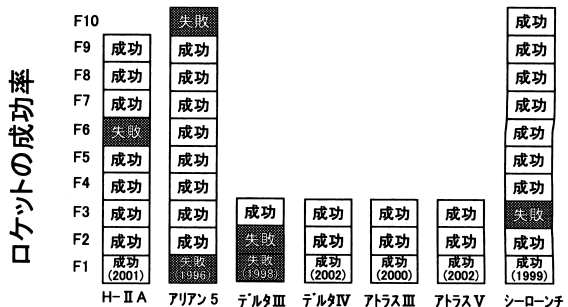 ロケットの成功率
F10 失敗 成功
F9 成功 成功 成功
F8 成功 成功 成功
F7 成功 成功 成功
F6 失敗 成功 成功
F5 成功 成功 成功
F4 成功 成功 成功
F3 成功 成功 成功 成功 成功 成功 失敗
F2 成功 成功 失敗 成功 成功 成功 成功
F1 成功 失敗 失敗 成功 成功 成功 成功
(2001) (1996) (1998) (2002) (2000) (2002) (1999)
H-ⅡA アリアン5 デルタⅢ デルタⅣ アトラスⅢ アトラスⅤ シーローンチ